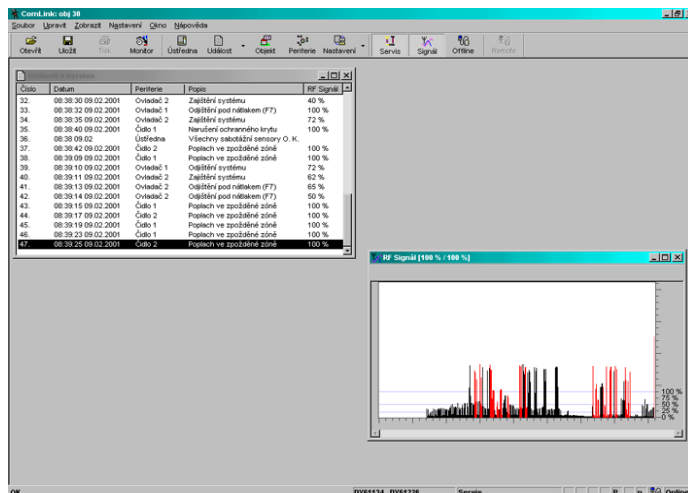 ComLink: obj 30
Soubor Upravit Zobrazit Nastavení Okno Nápověda
Otevřít Uložit Tisk Monitor Ústředna Událost Objekt Periferie Nastavení Servis Signál Offline Remote
Číslo Datum Periferie Popis RF Signál
32. 08:38:30 09.02.2001 Ovladač 2 Zajištění systému 40 %
33. 08:38:32 09.02.2001 Ovladač 1 Odjištění pod nátlakem (F7) 100 %
34. 08:38:35 09.02.2001 Ovladač 2 Zajištění systému 72 %
35. 08:38:40 09.02.2001 Čidlo 1 Narušení ochranného krytu 100 %
36. 08:38 09.02 Ústředna Všechny sabotážní sensory O. K.
37. 08:38:42 09.02.2001 Čidlo 2 Poplach ve zpožděné zóně 100 %
38. 08:39:09 09.02.2001 Čidlo 1 Poplach ve zpožděné zóně 100 %
39. 08:39:10 09.02.2001 Ovladač 1 Odjištění systému 72 %
40. 08:39:11 09.02.2001 Ovladač 2 Zajištění systému 62 %
41. 08:39:13 09.02.2001 Ovladač 2 Odjištění pod nátlakem (F7) 65 %
42. 08:39:14 09.02.2001 Ovladač 2 Odjištění pod nátlakem (F7) 50 %
43. 08:39:15 09.02.2001 Čidlo 1 Poplach ve zpožděné zóně 100 %
44. 08:39:17 09.02.2001 Čidlo 2 Poplach ve zpožděné zóně 100 %
45. 08:39:19 09.02.2001 Čidlo 1 Poplach ve zpožděné zóně 100 %
46. 08:39:23 09.02.2001 Čidlo 1 Poplach ve zpožděné zóně 100 %
47. 08:39:25 09.02.2001 Čidlo 2 Poplach ve zpožděné zóně 100 %
RF Signál [100 % / 100 %]
100 %
75 %
50 %
25 %
0 %
OK Servis Online